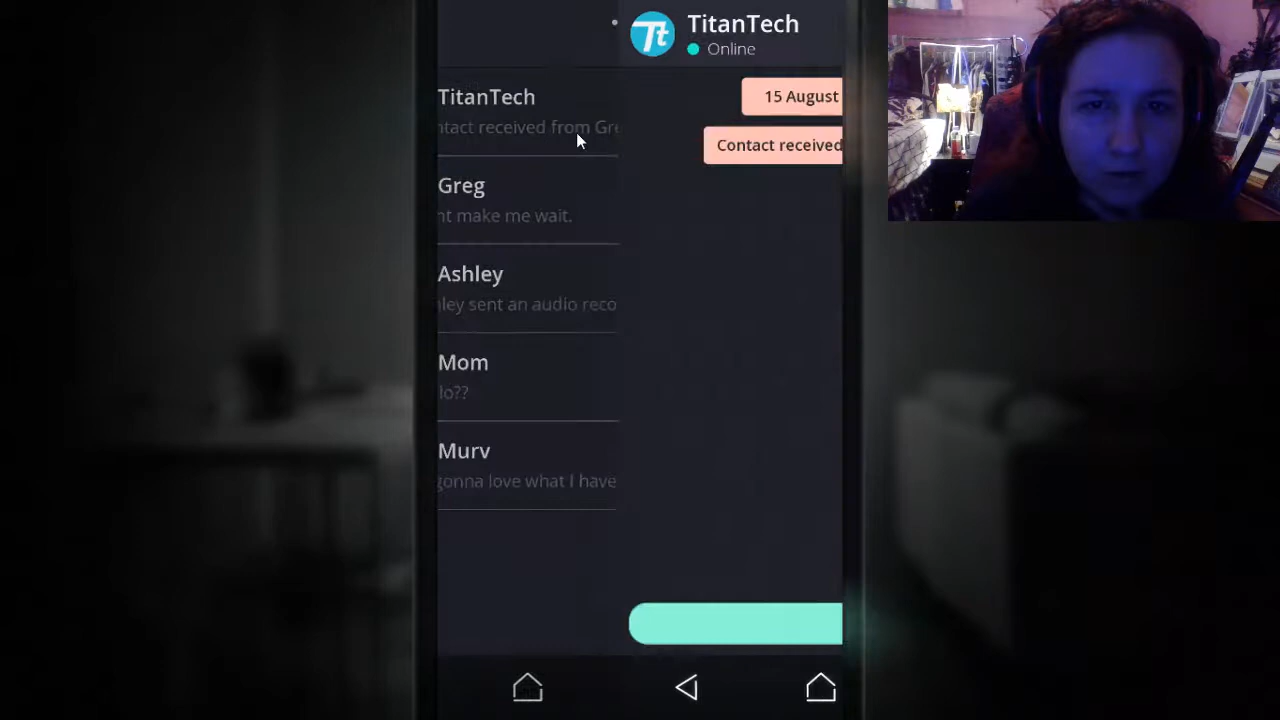 Tt
TitanTech
Online
TitanTech
ntact received from Gre
Greg
nt make me wait.
Ashley
ley sent an audio reco
Mom
lo??
Murv
gonna love what I have
15 August
Contact received